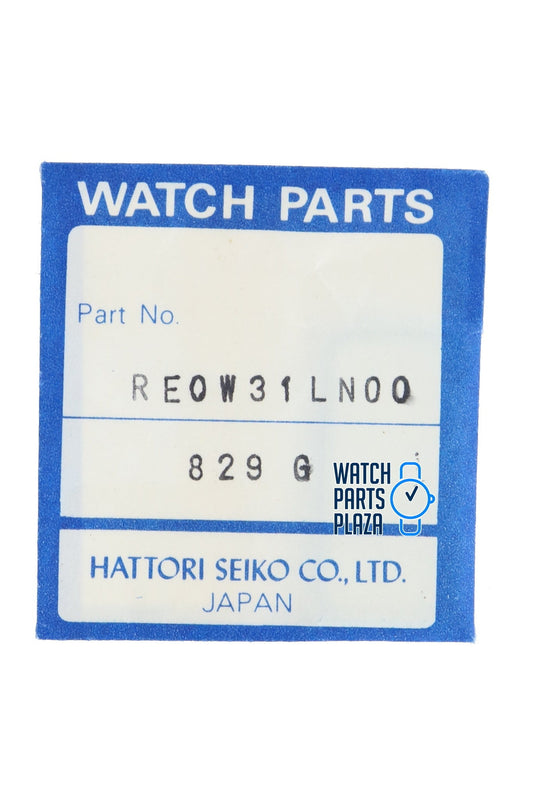 WATCH PARTS
Part No.
RE0W31LN00
829 G
WATCH
PARTS
PLAZA
HATTORI SEIKO CO., LTD.
JAPAN